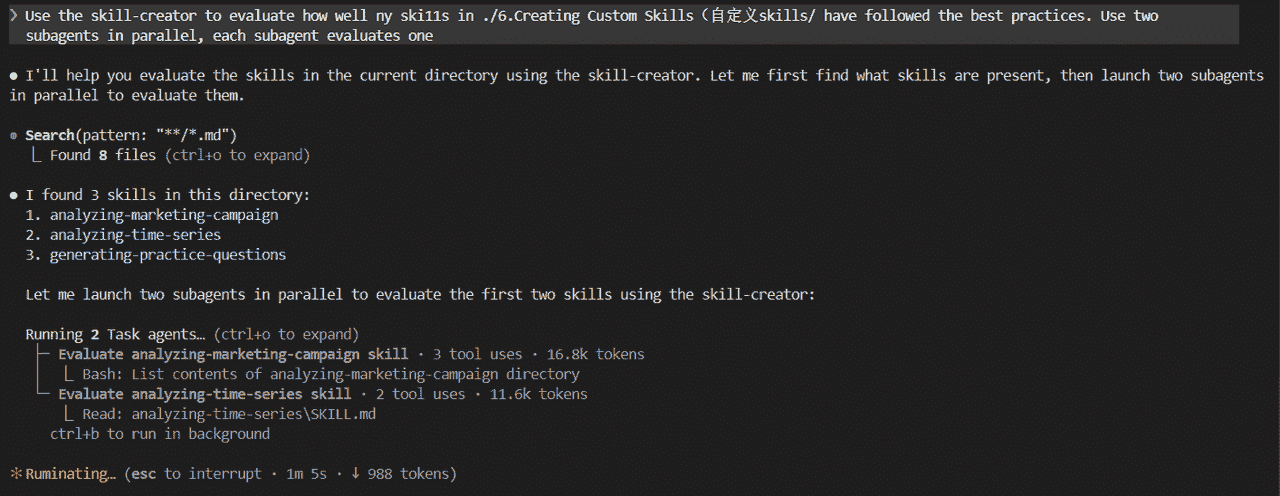 > Use the skill-creator to evaluate how well ny ski11s in ./6.Creating Custom Skills（自定义skills/ have followed the best practices. Use two
subagents in parallel, each subagent evaluates one
● I'll help you evaluate the skills in the current directory using the skill-creator. Let me first find what skills are present, then launch two subagents
in parallel to evaluate them.
● Search(pattern: "**/*.md")
⎿ Found 8 files (ctrl+o to expand)
● I found 3 skills in this directory:
1. analyzing-marketing-campaign
2. analyzing-time-series
3. generating-practice-questions
Let me launch two subagents in parallel to evaluate the first two skills using the skill-creator:
Running 2 Task agents… (ctrl+o to expand)
├─ Evaluate analyzing-marketing-campaign skill · 3 tool uses · 16.8k tokens
│ ⎿ Bash: List contents of analyzing-marketing-campaign directory
└─ Evaluate analyzing-time-series skill · 2 tool uses · 11.6k tokens
⎿ Read: analyzing-time-series\SKILL.md
ctrl+b to run in background
✻ Ruminating… (esc to interrupt · 1m 5s · ↓ 988 tokens)